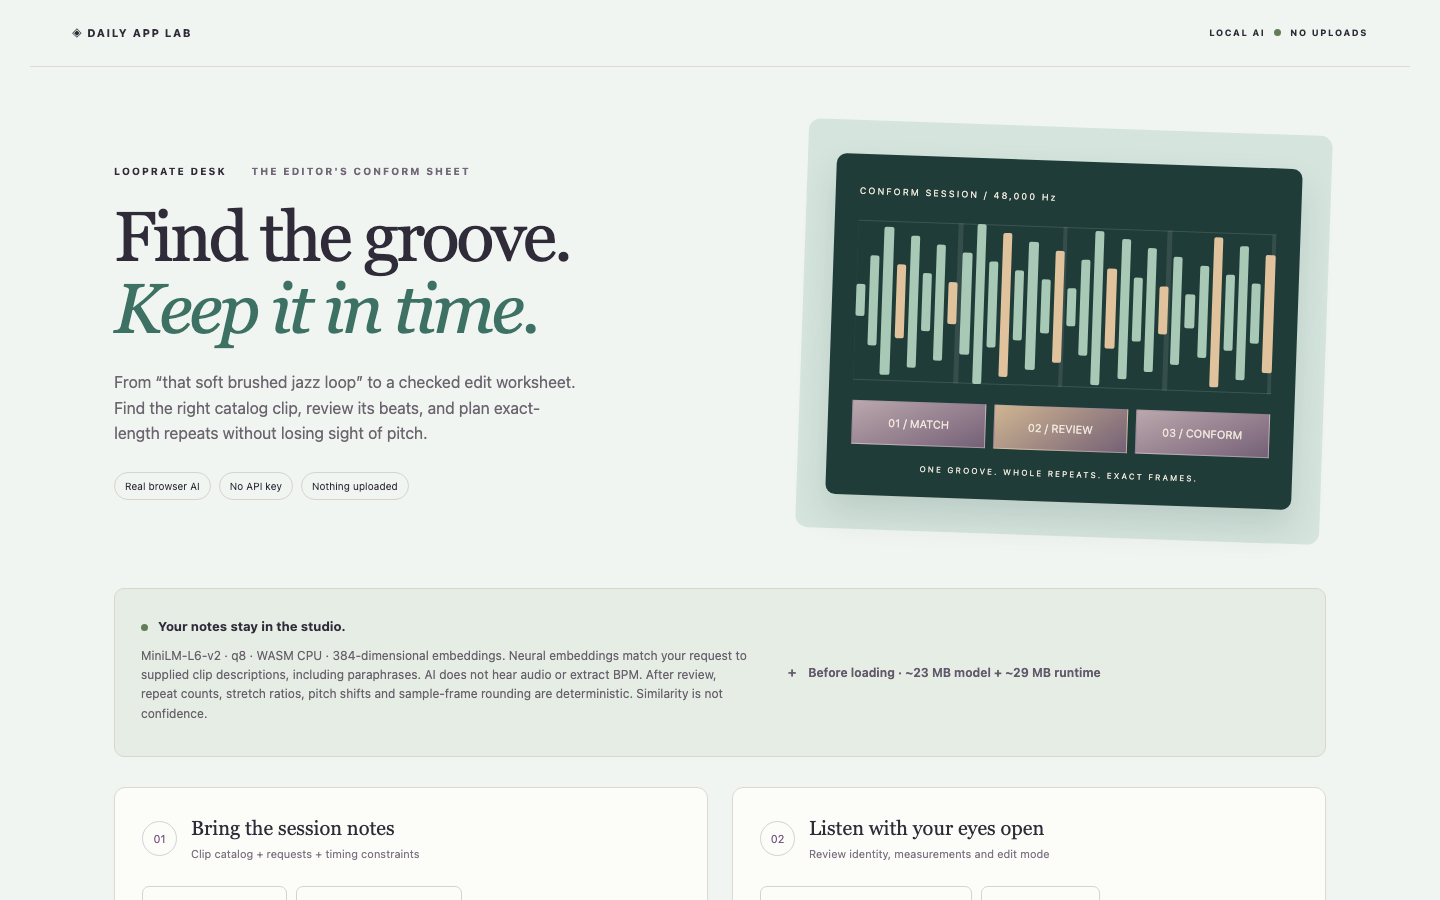 ◈ DAILY APP LAB
LOCAL AI ● NO UPLOADS
LOOPRATE DESK THE EDITOR'S CONFORM SHEET
Find the groove.
Keep it in time.
From “that soft brushed jazz loop” to a checked edit worksheet.
Find the right catalog clip, review its beats, and plan exact-
length repeats without losing sight of pitch.
Real browser AI
No API key
Nothing uploaded
CONFORM SESSION / 48,000 Hz
01 / MATCH
02 / REVIEW
03 / CONFORM
ONE GROOVE. WHOLE REPEATS. EXACT FRAMES.
Your notes stay in the studio.
MiniLM-L6-v2 · q8 · WASM CPU · 384-dimensional embeddings. Neural embeddings match your request to
supplied clip descriptions, including paraphrases. AI does not hear audio or extract BPM. After review,
repeat counts, stretch ratios, pitch shifts and sample-frame rounding are deterministic. Similarity is not
confidence.
+ Before loading · ~23 MB model + ~29 MB runtime
01
Bring the session notes
Clip catalog + requests + timing constraints
02
Listen with your eyes open
Review identity, measurements and edit mode